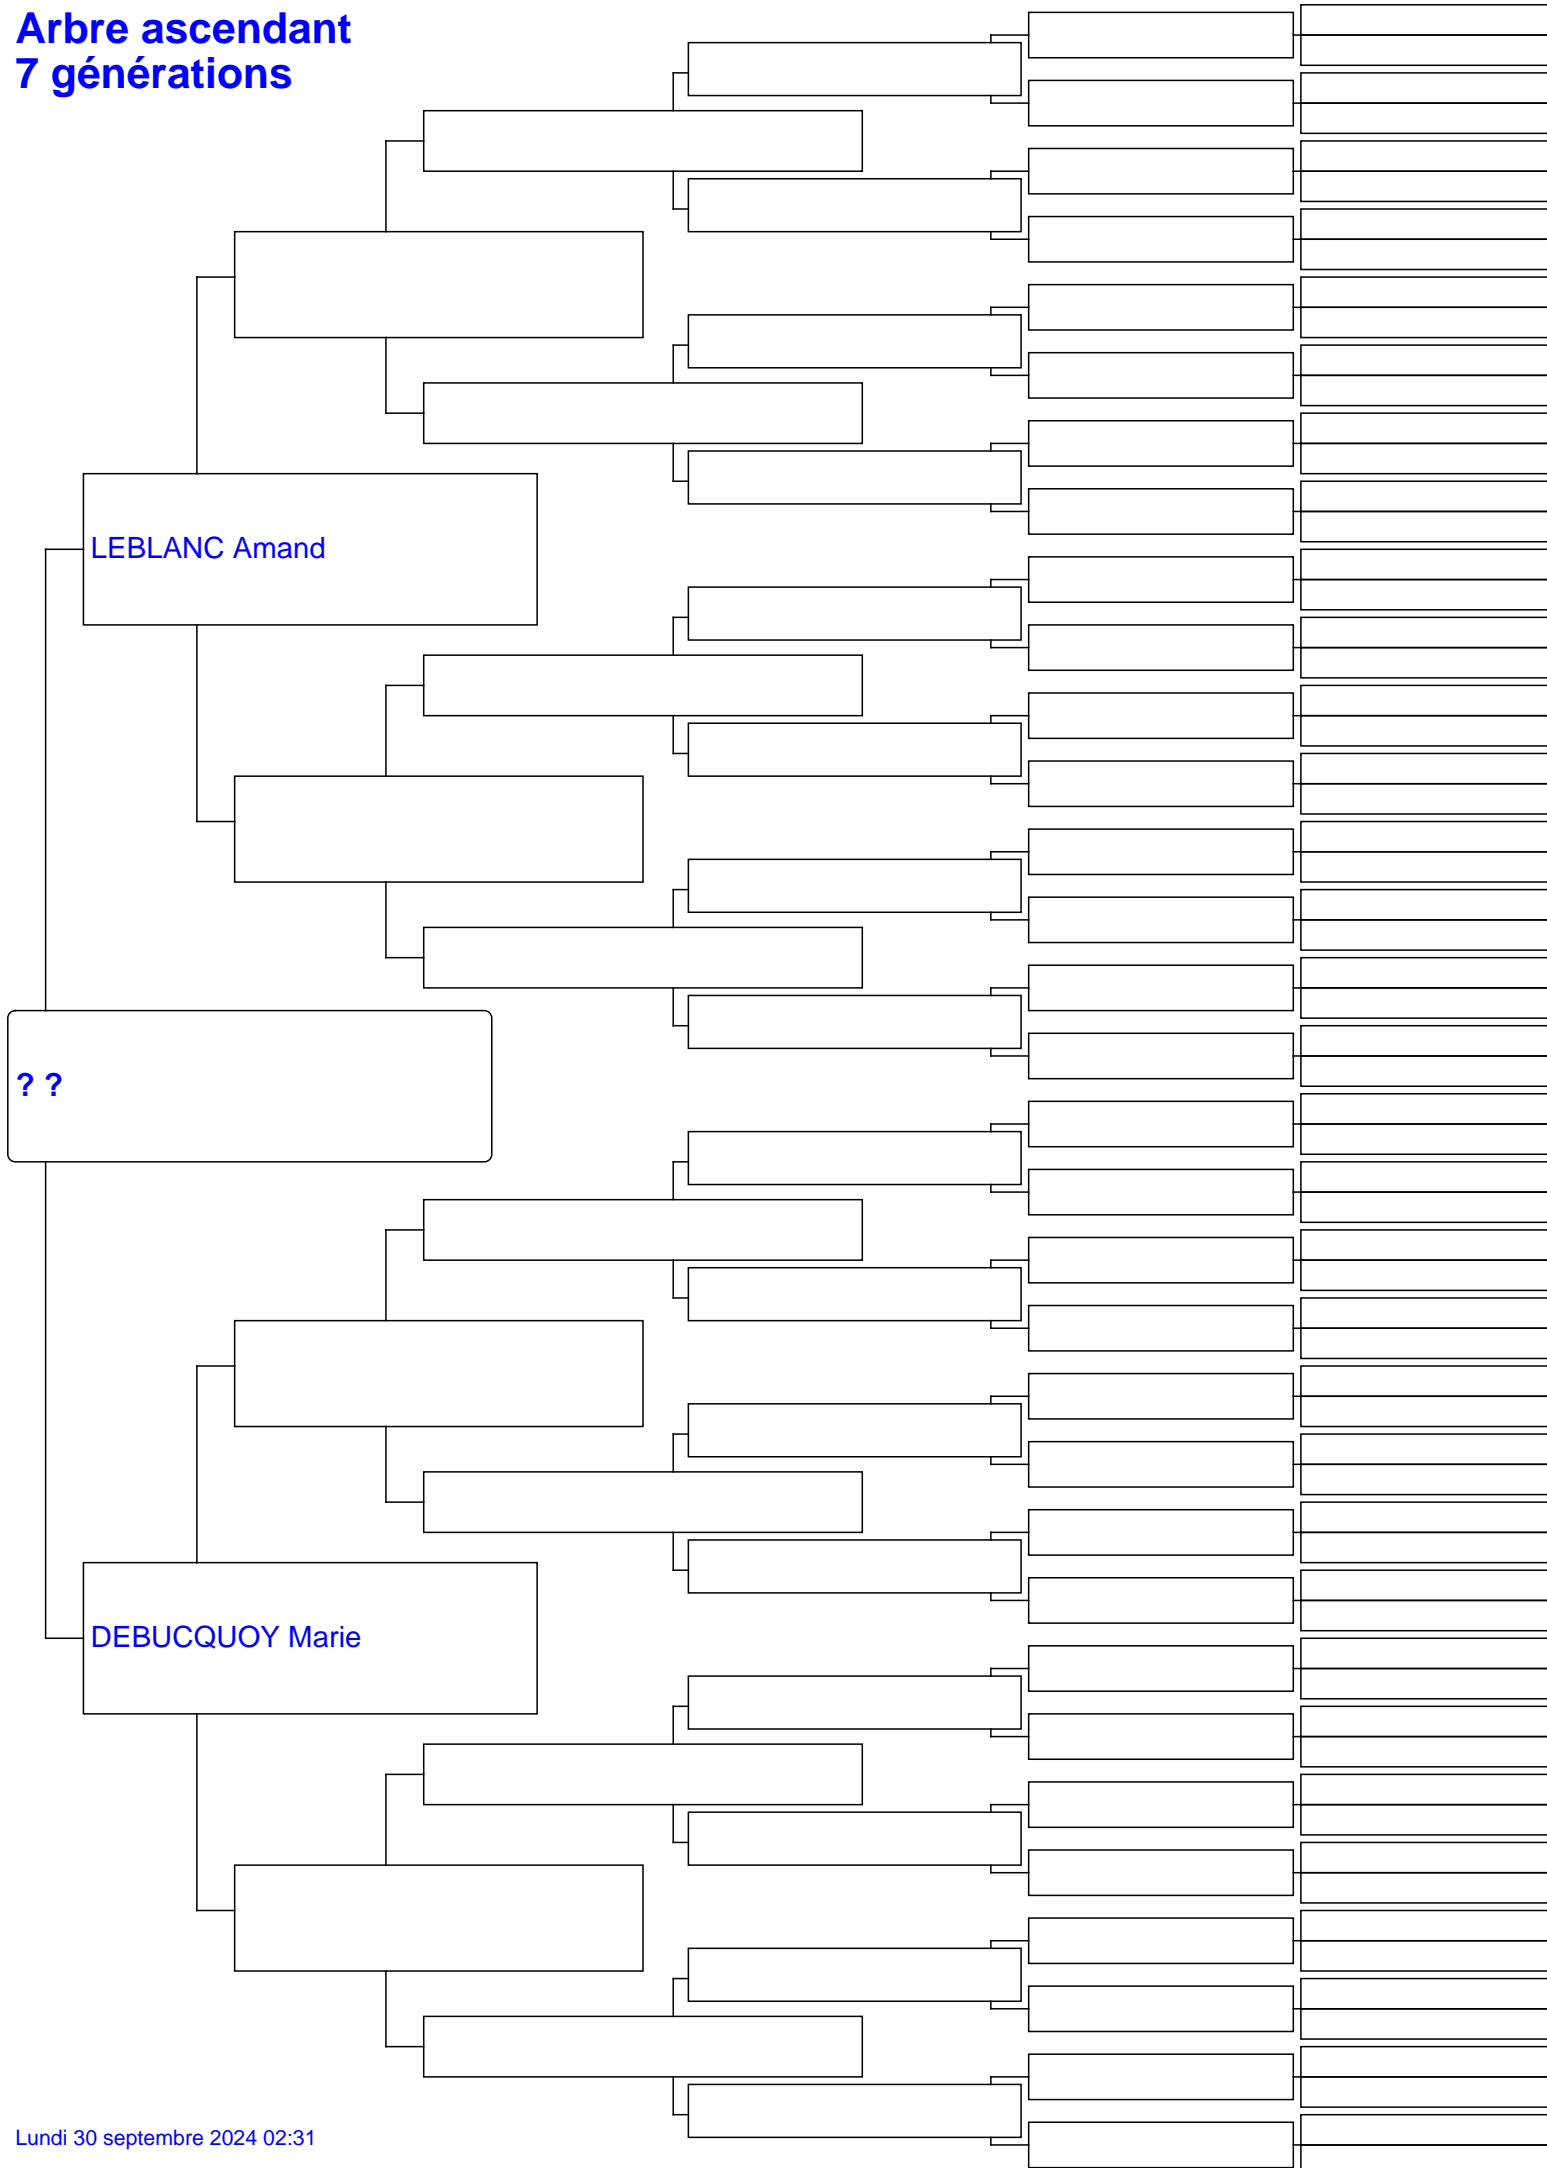 Arbre ascendant
7 générations
LEBLANC Amand
? ?
DEBUCQUOY Marie
Lundi 30 septembre 2024 02:31